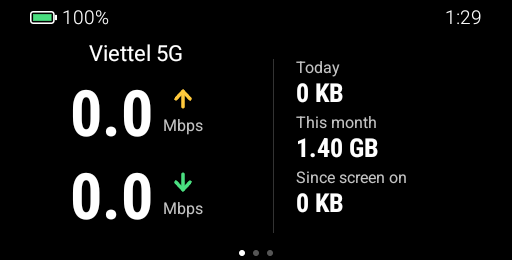 100%
1:29
Viettel 5G
0.0
Mbps
0.0
Mbps
Today
0 KB
This month
1.40 GB
Since screen on
0 KB